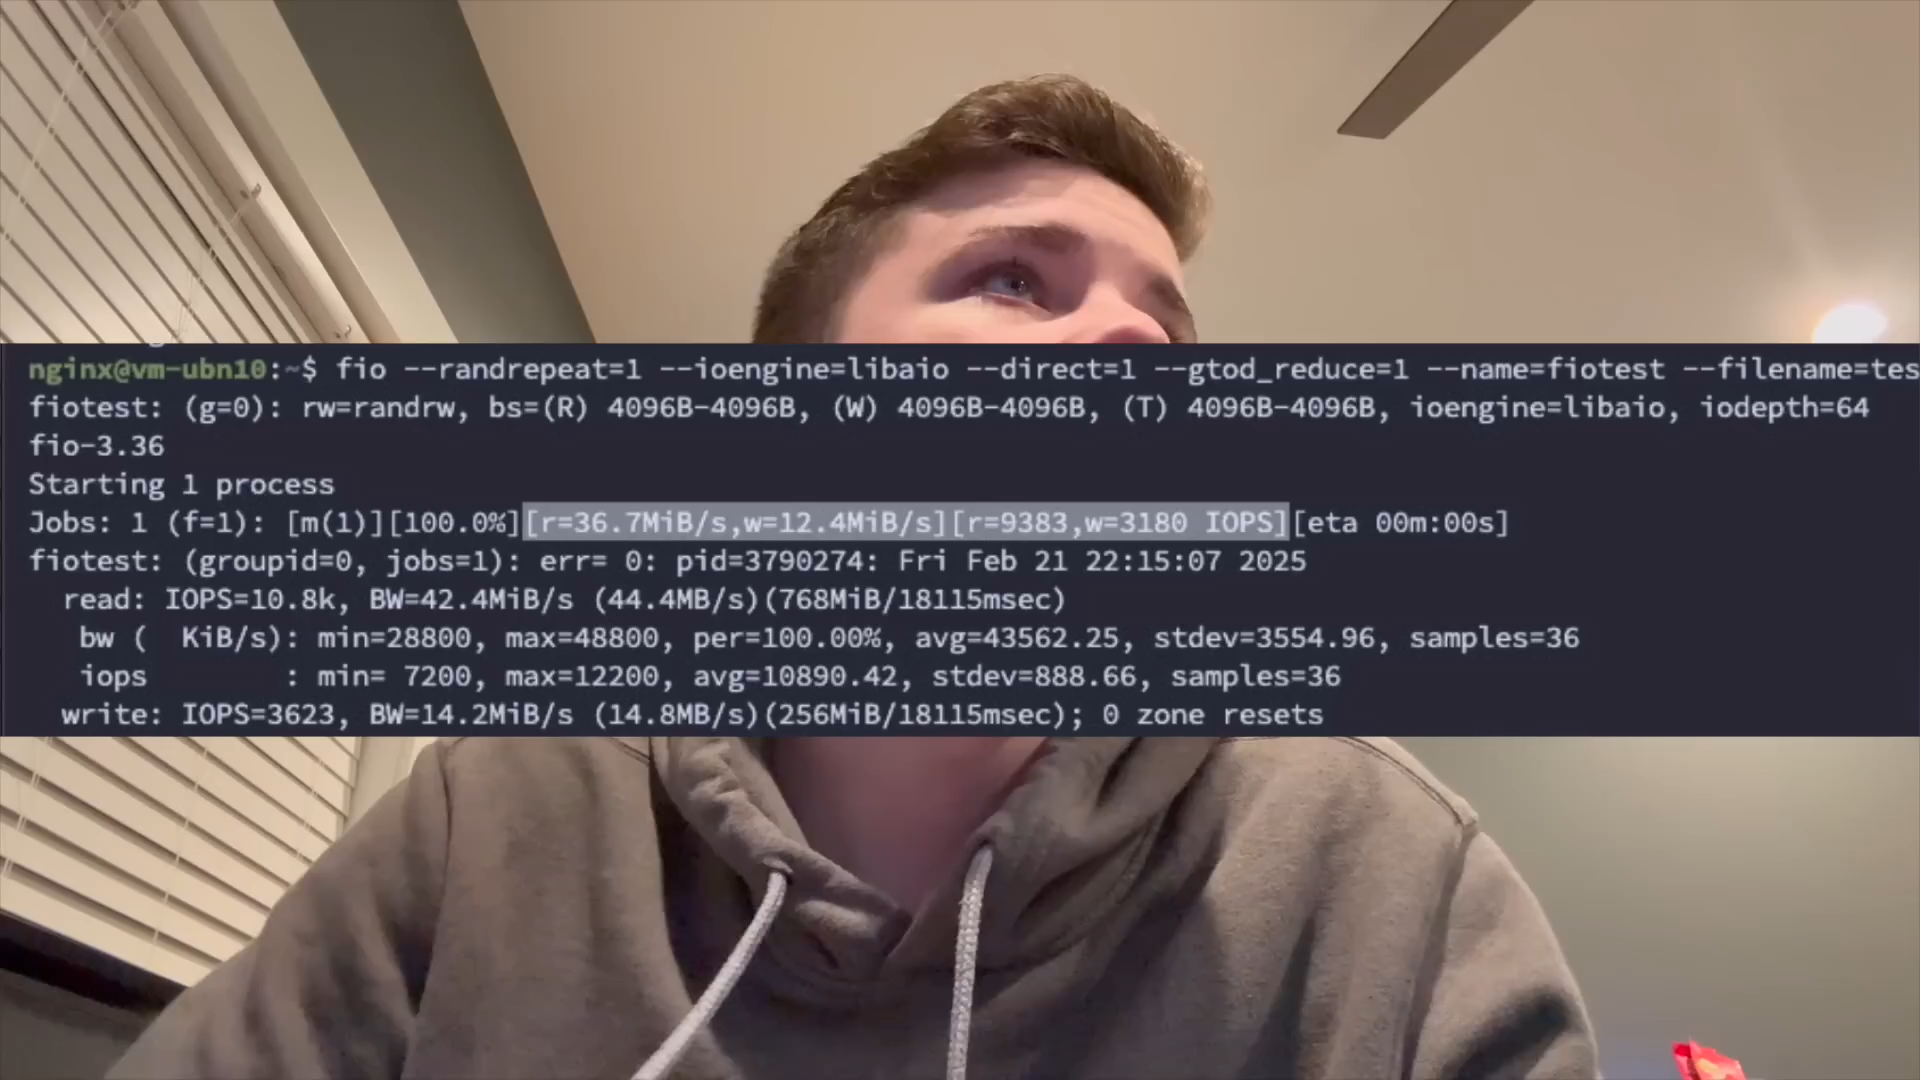 nginx@vm-ubn10:~$ fio --randrepeat=1 --ioengine=libaio --direct=1 --gtod_reduce=1 --name=fiotest --filename=tes
fiotest: (g=0): rw=randrw, bs=(R) 4096B-4096B, (W) 4096B-4096B, (T) 4096B-4096B, ioengine=libaio, iodepth=64
fio-3.36
Starting 1 process
Jobs: 1 (f=1): [m(1)][100.0%][r=36.7MiB/s,w=12.4MiB/s][r=9383,w=3180 IOPS][eta 00m:00s]
fiotest: (groupid=0, jobs=1): err= 0: pid=3790274: Fri Feb 21 22:15:07 2025
read: IOPS=10.8k, BW=42.4MiB/s (44.4MB/s)(768MiB/18115msec)
bw ( KiB/s): min=28800, max=48800, per=100.00%, avg=43562.25, stdev=3554.96, samples=36
iops : min= 7200, max=12200, avg=10890.42, stdev=888.66, samples=36
write: IOPS=3623, BW=14.2MiB/s (14.8MB/s)(256MiB/18115msec); 0 zone resets